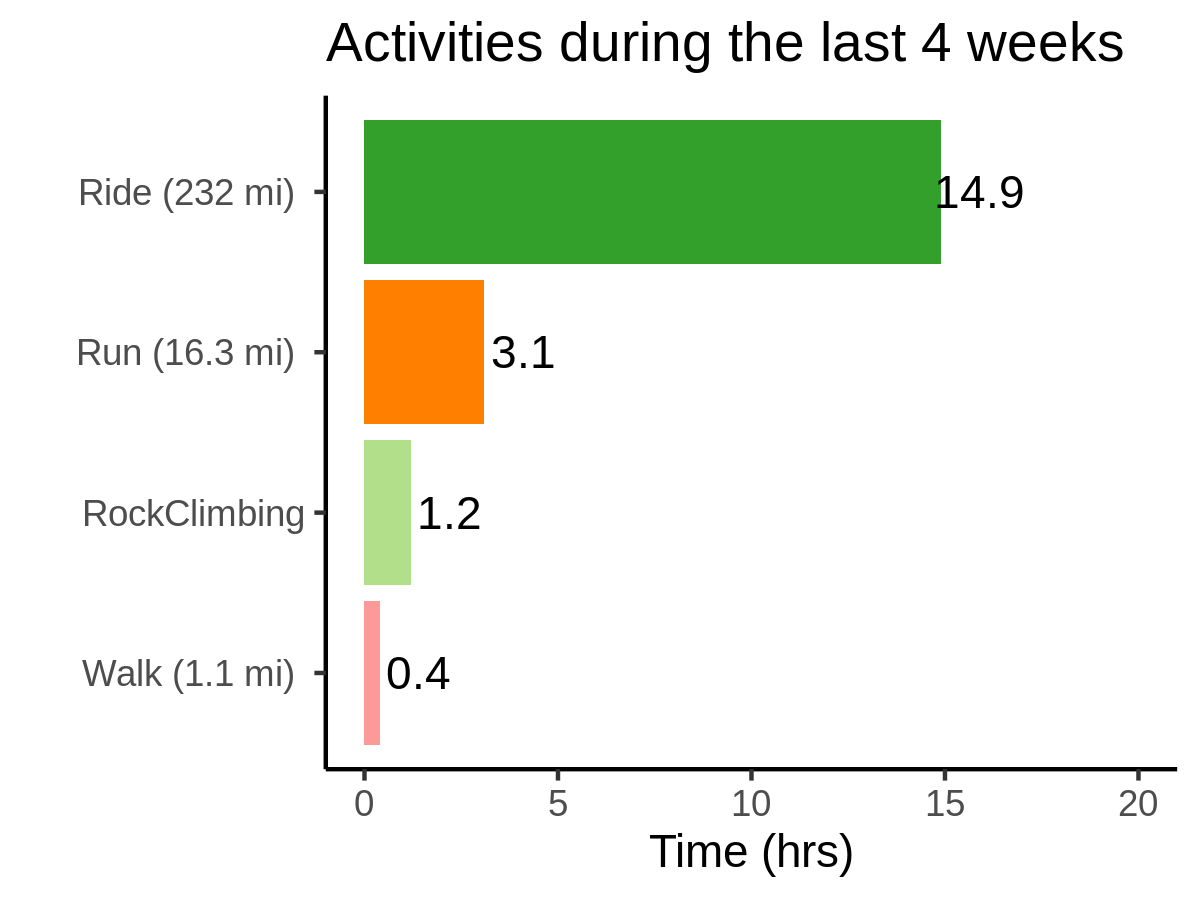 Activities during the last 4 weeks
Ride (232 mi)
14.9
Run (16.3 mi)
3.1
RockClimbing
1.2
Walk (1.1 mi)
0.4
0 5 10 15 20
Time (hrs)